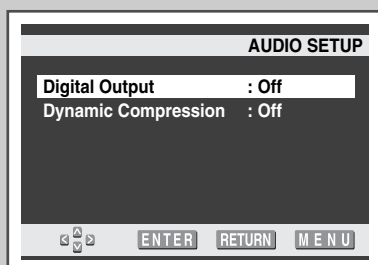 AUDIO SETUP
Digital Output : Off
Dynamic Compression : Off
ENTER RETURN MENU